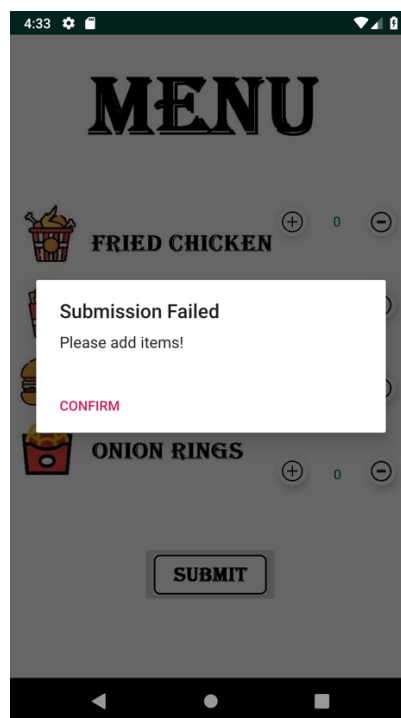 4:33
MENU
FRIED CHICKEN
0
Submission Failed
Please add items!
CONFIRM
ONION RINGS
0
SUBMIT